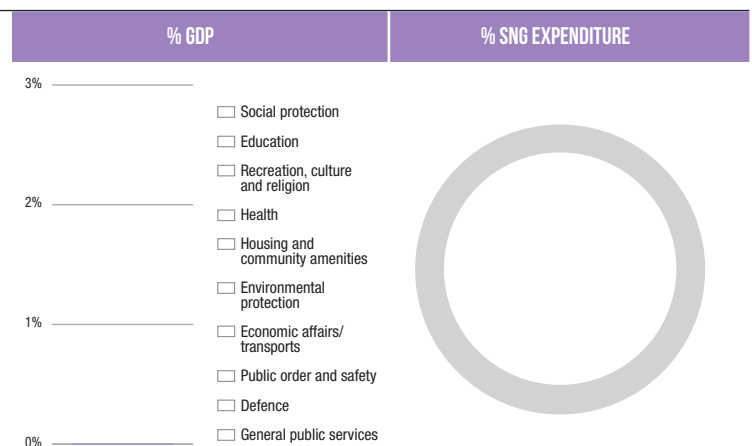 % GDP
% SNG EXPENDITURE
3%
2%
1%
0%
Social protection
Education
Recreation, culture
and religion
Health
Housing and
community amenities
Environmental
protection
Economic affairs/
transports
Public order and safety
Defence
General public services